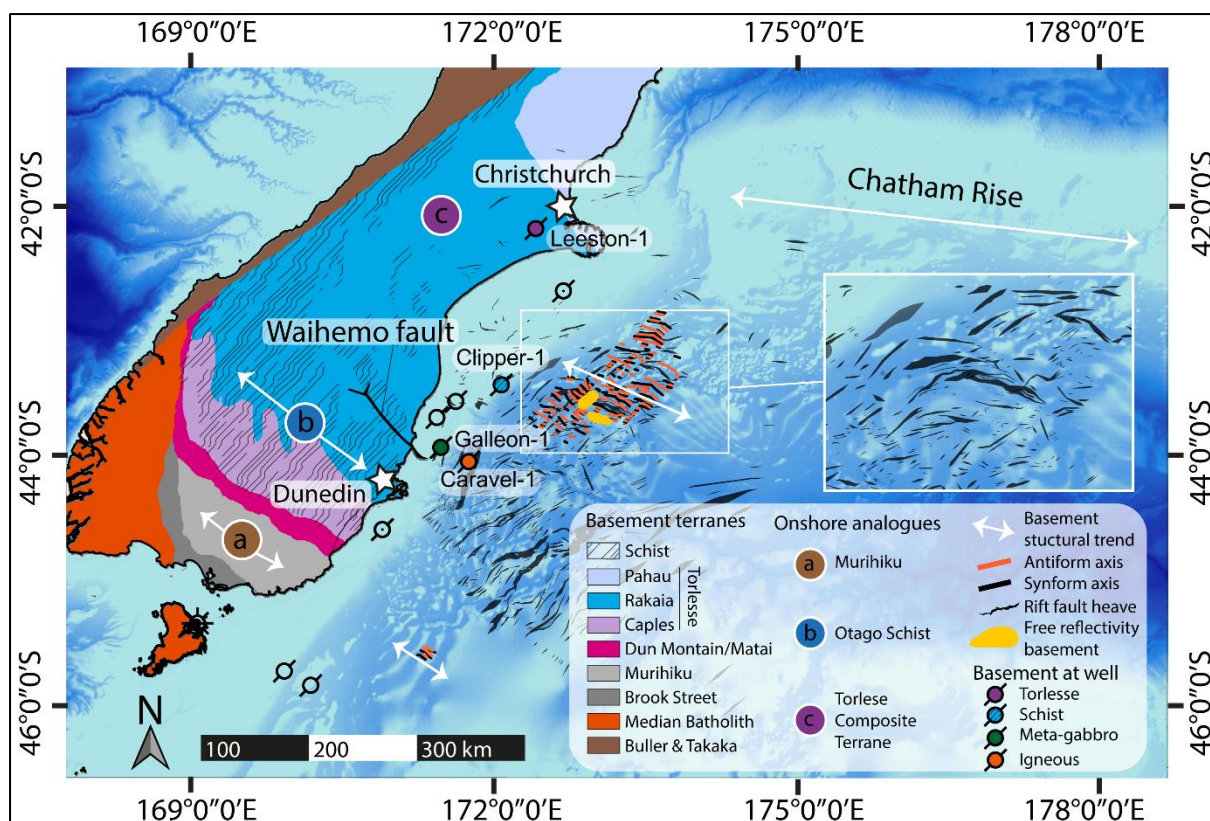 169°0”0”E
172°0”0”E
175°0”0”E
178°0”0”E
42°0”0”S
44°0”0”S
46°0”0”S
42°0”0”S
44°0”0”S
46°0”0”S
Christchurch
Chatham Rise
c
Leeston-1
Waihemo fault
Clipper-1
b
Galleon-1
Caravel-1
Dunedin
a
N
100
200
300 km
Basement terranes
Schist
Pahau
Rakaia
Caples
Torlesse
Dun Montain/Matai
Murihiku
Brook Street
Median Batholith
Buller & Takaka
Onshore analogues
a
Murihiku
b
Otago Schist
c
Torlese
Composite
Terrane
Basement
stuctural trend
Antiform axis
Synform axis
Rift fault heave
Free reflectivity
basement
Basement at well
Torlesse
Schist
Meta-gabbro
Igneous
169°0”0”E
172°0”0”E
175°0”0”E
178°0”0”E